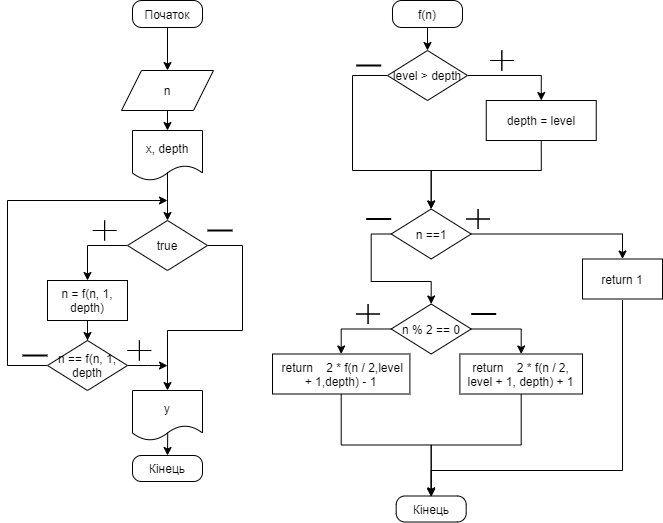 Початок
n
x, depth
true
n = f(n, 1,
depth)
n == f(n, 1,
depth
y
Кінець
f(n)
level > depth
depth = level
n ==1
return 1
n % 2 == 0
return 2 * f(n / 2,level
+ 1,depth) - 1
return 2 * f(n / 2,
level + 1, depth) + 1
Кінець